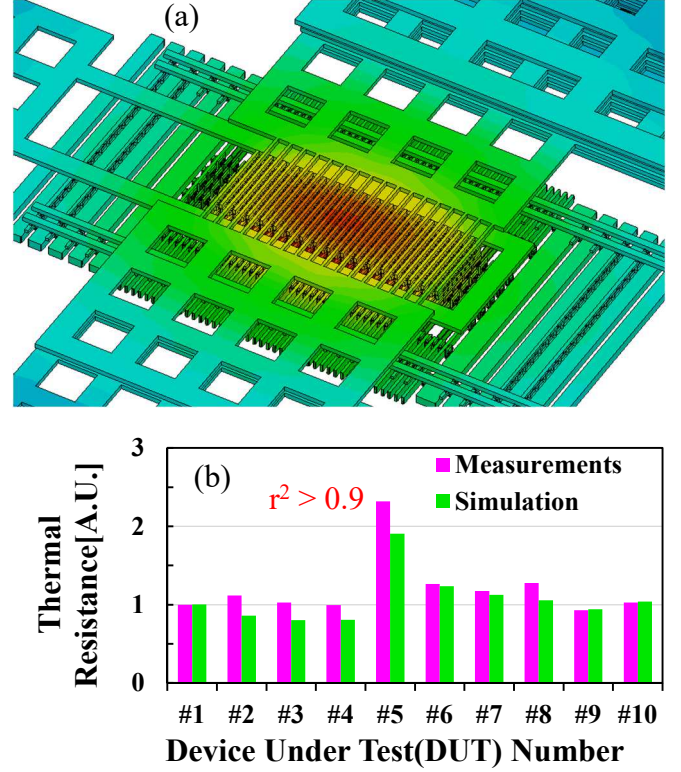 (a)
3
2
1
0
Thermal
Resistance[A.U.]
(b)
r² > 0.9
Measurements
Simulation
#1 #2 #3 #4 #5 #6 #7 #8 #9 #10
Device Under Test(DUT) Number